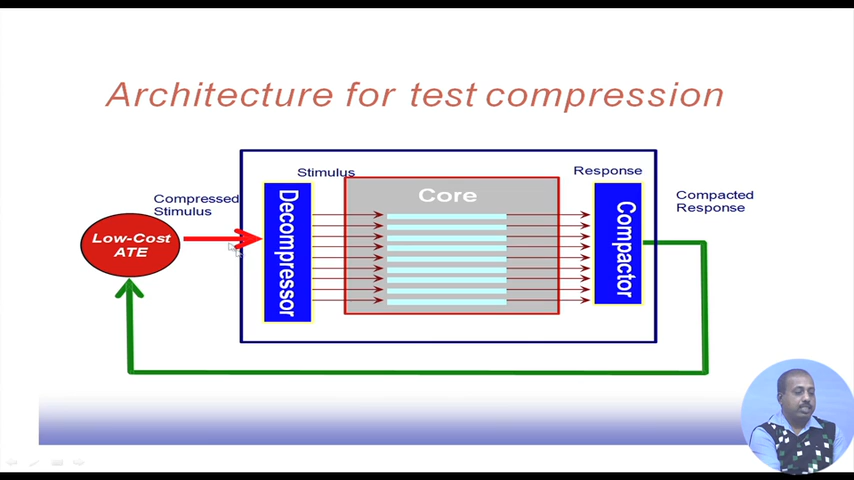 Architecture for test compression
Stimulus
Response
Compressed
Stimulus
Compacted
Response
Core
Low-Cost
ATE
Decompressor
Compactor